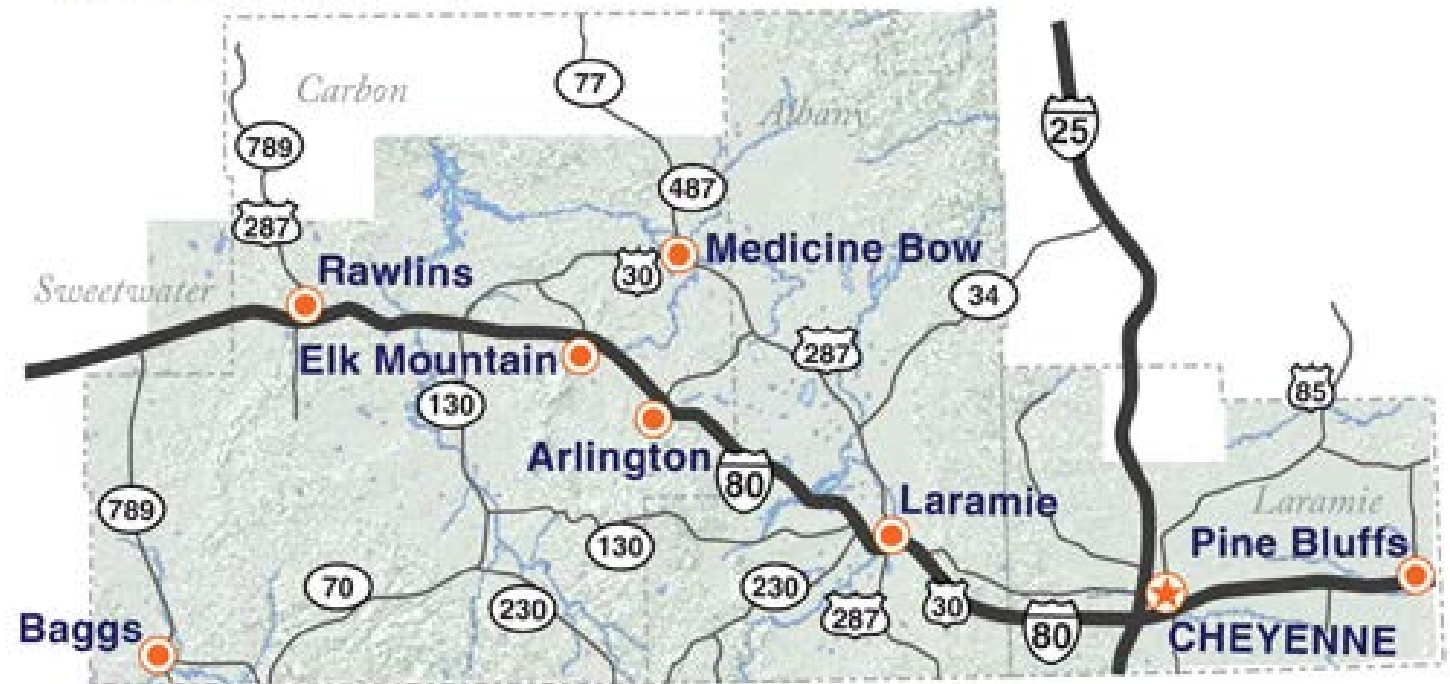 Carbon
77
Albany
25
789
487
287
Medicine Bow
30
Rawlins
34
Sweetwater
Elk Mountain
287
85
130
Arlington
80
Laramie
Laramie
789
130
Pine Bluffs
70
230
230
287
30
80
CHEYENNE
Baggs